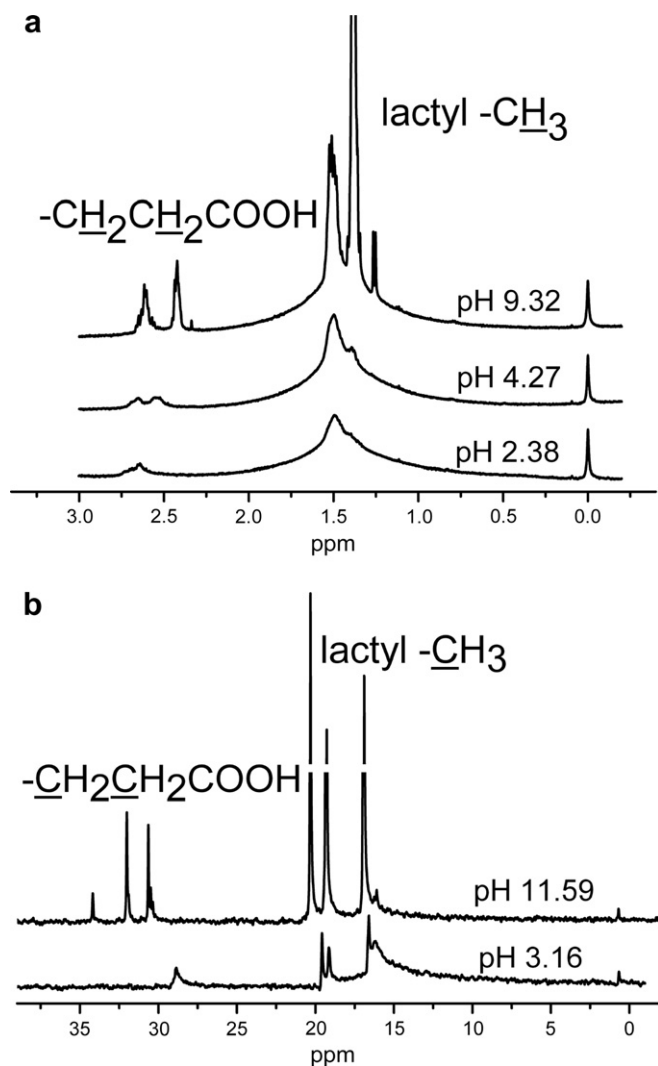 a
lactyl -CH3
-CH2CH2COOH
pH 9.32
pH 4.27
pH 2.38
3.0 2.5 2.0 1.5 1.0 0.5 0.0
ppm
b
lactyl -CH3
-CH2CH2COOH
pH 11.59
pH 3.16
35 30 25 20 15 10 5 0
ppm